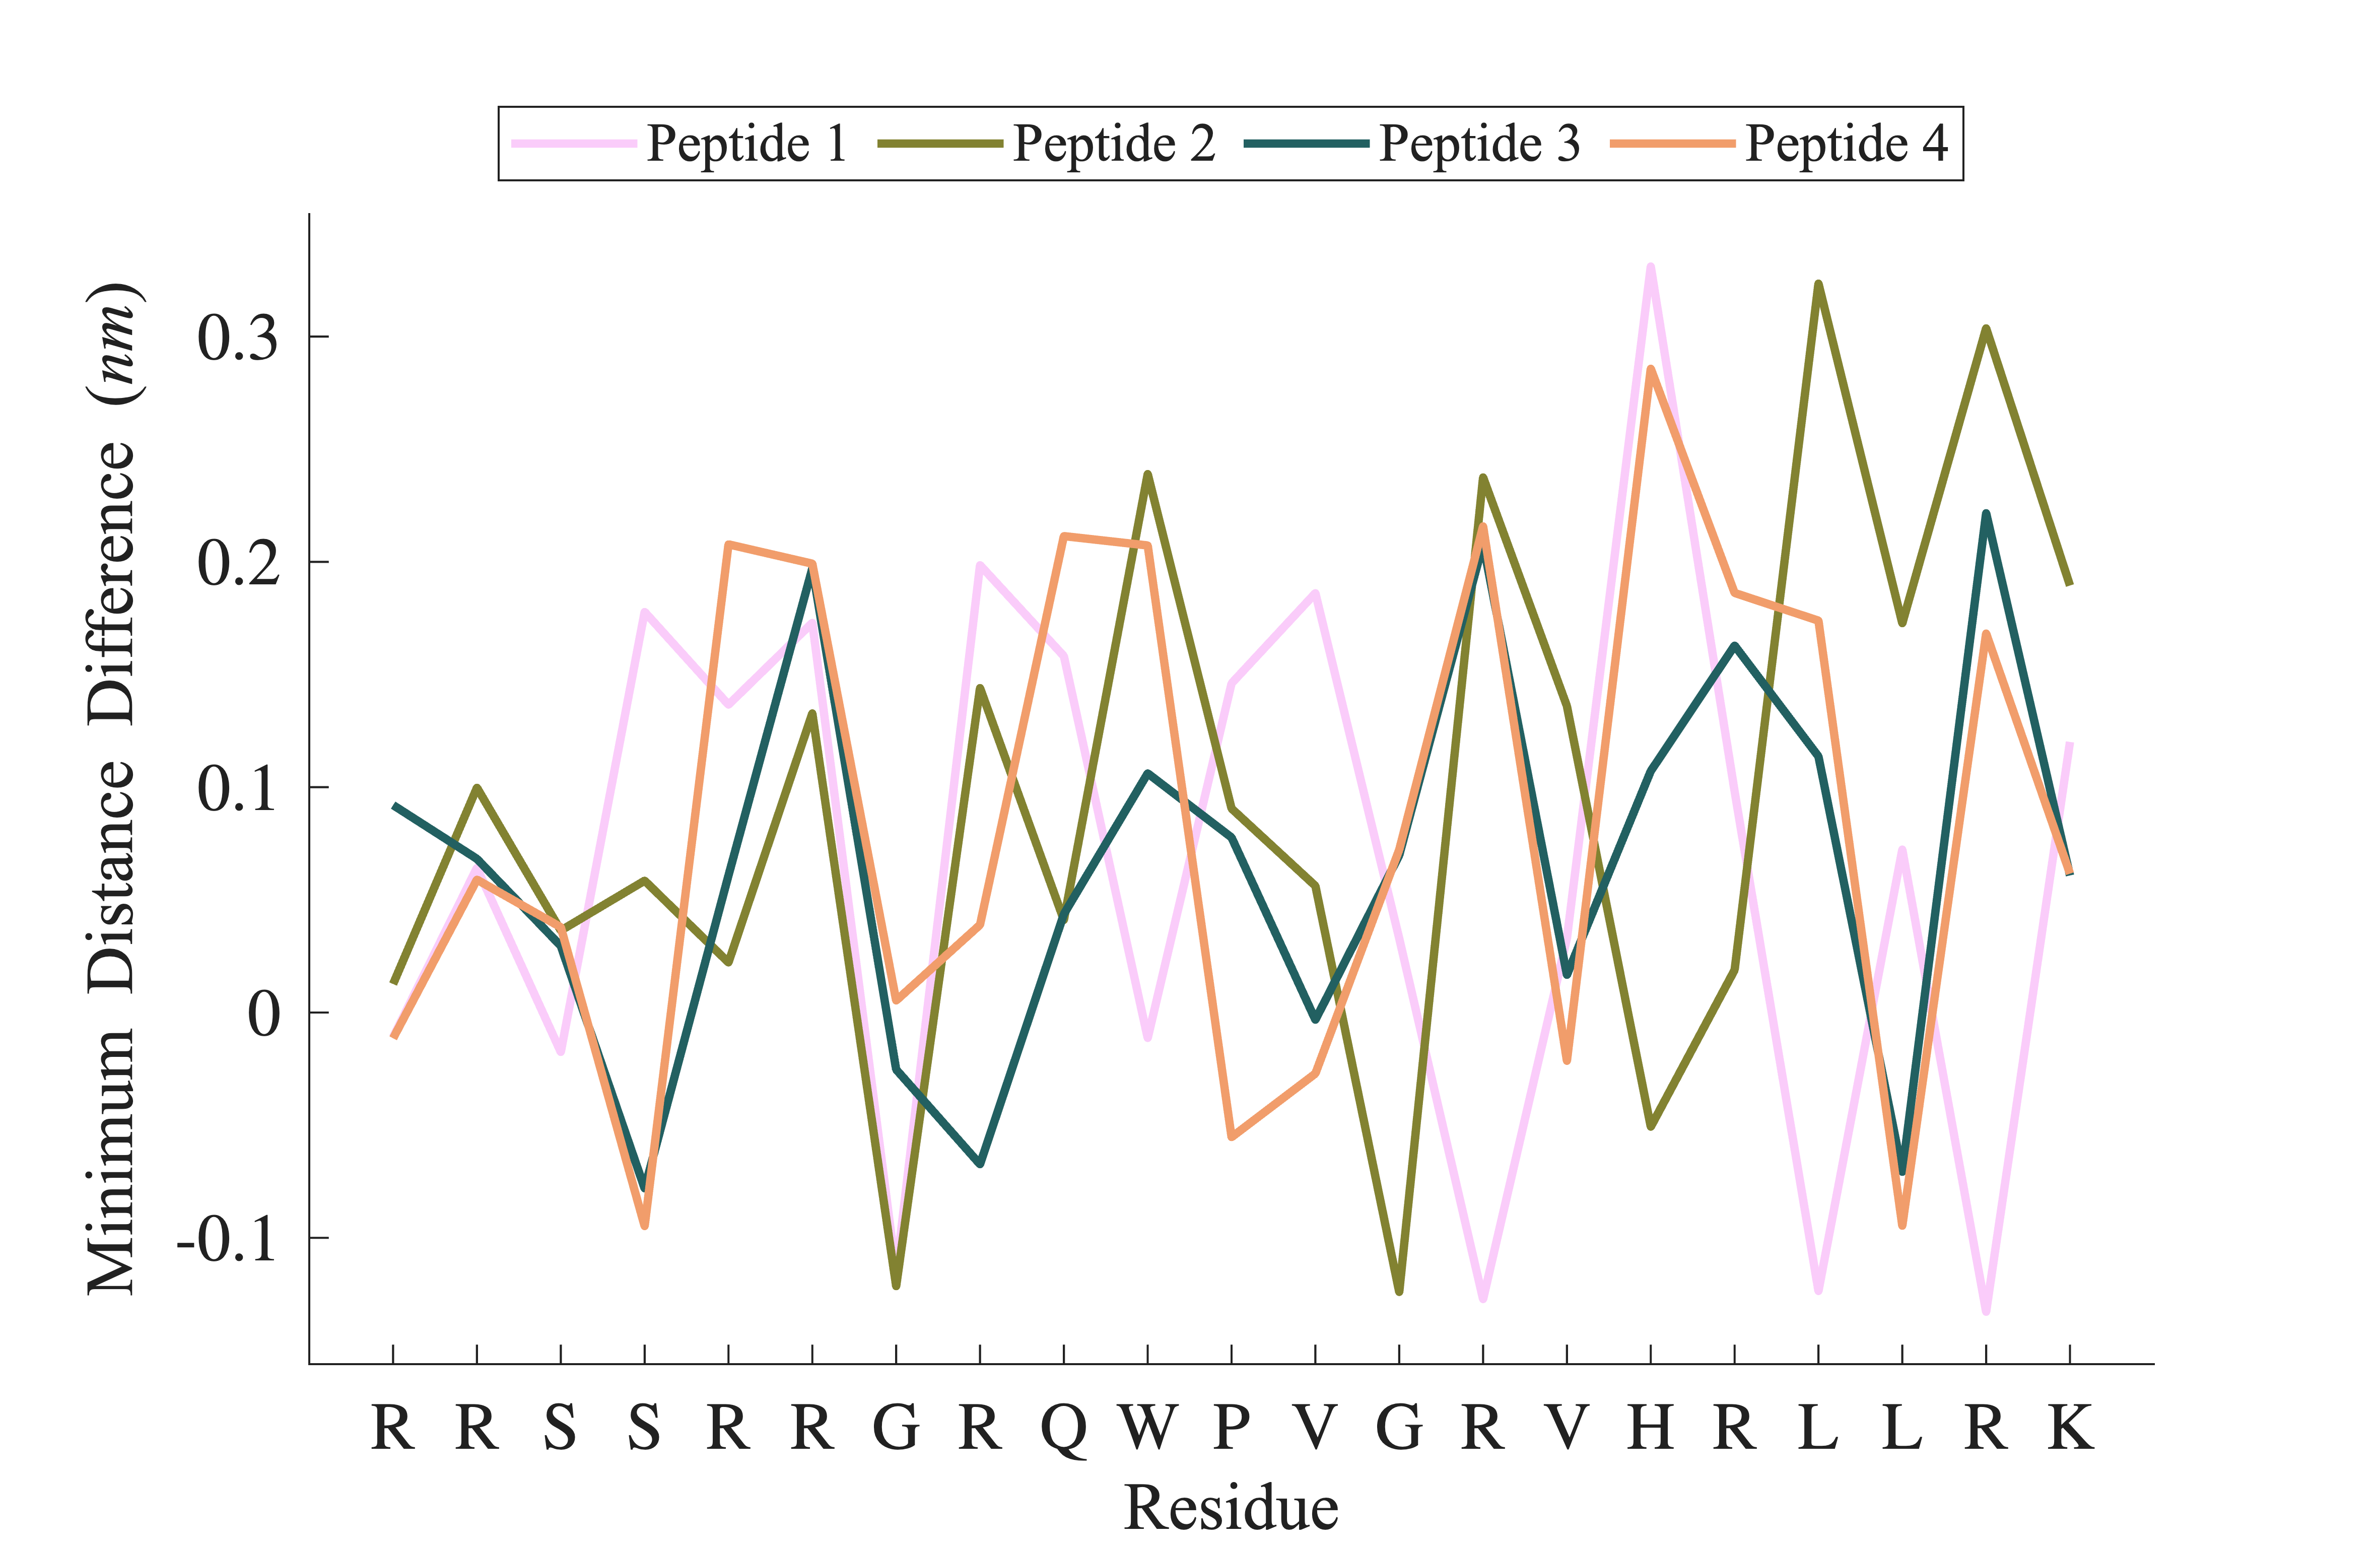 Peptide 1 Peptide 2 Peptide 3 Peptide 4
Minimum Distance Difference (nm)
0.3
0.2
0.1
0
-0.1
R R S S R R G R Q W P V G R V H R L L R K
Residue